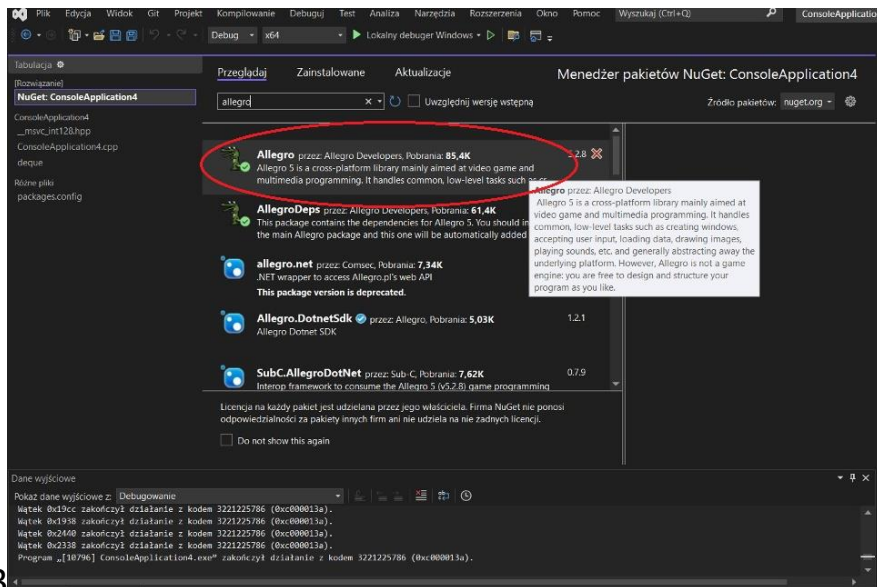 Plik Edycja Widok Git Projekt Kompilowanie Debuguj Test Analiza Narzędzia Rozszerzenia Okno Pomoc Wyszukaj (Ctrl+Q) ConsoleApplicatio
Debug x64 Lokalny debuger Windows
Tabulacja
[Rozwiązanie]
NuGet: ConsoleApplication4
ConsoleApplication4
__msvc_int128.hpp
ConsoleApplication4.cpp
deque
Różne pliki
packages.config
Przeglądaj Zainstalowane Aktualizacje Menedżer pakietów NuGet: ConsoleApplication4
allegro Uwzględnij wersję wstępną Źródło pakietów: nuget.org
Allegro przez: Allegro Developers, Pobrania: 85,4K 5.2.8
Allegro 5 is a cross-platform library mainly aimed at video game and
multimedia programming. It handles common, low-level tasks such as cr
AllegroDeps przez: Allegro Developers, Pobrania: 61,4K
This package contains the dependencies for Allegro 5. You should in
the main Allegro package and this one will be automatically added
allegro.net przez: Comsec, Pobrania: 7,34K
.NET wrapper to access Allegro.pl's web API
This package version is deprecated.
Allegro.DotnetSdk przez: Allegro, Pobrania: 5,03K 1.2.1
Allegro Dotnet SDK
SubC.AllegroDotNet przez: Sub-C, Pobrania: 7,62K 0.7.9
Interop framework to consume the Allegro 5 (v5.2.8) game programming
Allegro przez: Allegro Developers
Allegro 5 is a cross-platform library mainly aimed at
video game and multimedia programming. It handles
common, low-level tasks such as creating windows,
accepting user input, loading data, drawing images,
playing sounds, etc. and generally abstracting away the
underlying platform. However, Allegro is not a game
engine: you are free to design and structure your
program as you like.
Licencja na każdy pakiet jest udzielana przez jego właściciela. Firma NuGet nie ponosi
odpowiedzialności za pakiety innych firm ani nie udziela na nie żadnych licencji.
Do not show this again
Dane wyjściowe
Pokaż dane wyjściowe z: Debugowanie
Wątek 0x19cc zakończył działanie z kodem 3221225786 (0xc000013a).
Wątek 0x1938 zakończył działanie z kodem 3221225786 (0xc000013a).
Wątek 0x2440 zakończył działanie z kodem 3221225786 (0xc000013a).
Wątek 0x2338 zakończył działanie z kodem 3221225786 (0xc000013a).
Program „[10796] ConsoleApplication4.exe” zakończył działanie z kodem 3221225786 (0xc000013a).